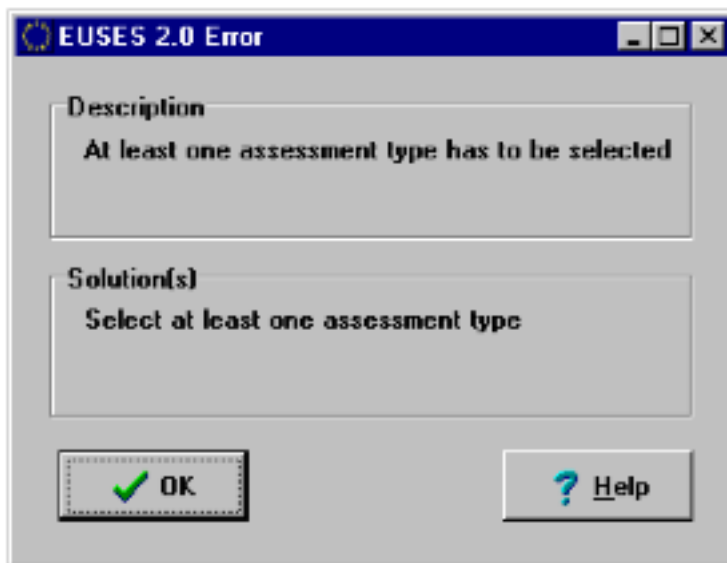 EUSES 2.0 Error
Description
At least one assessment type has to be selected
Solution(s)
Select at least one assessment type
OK
Help